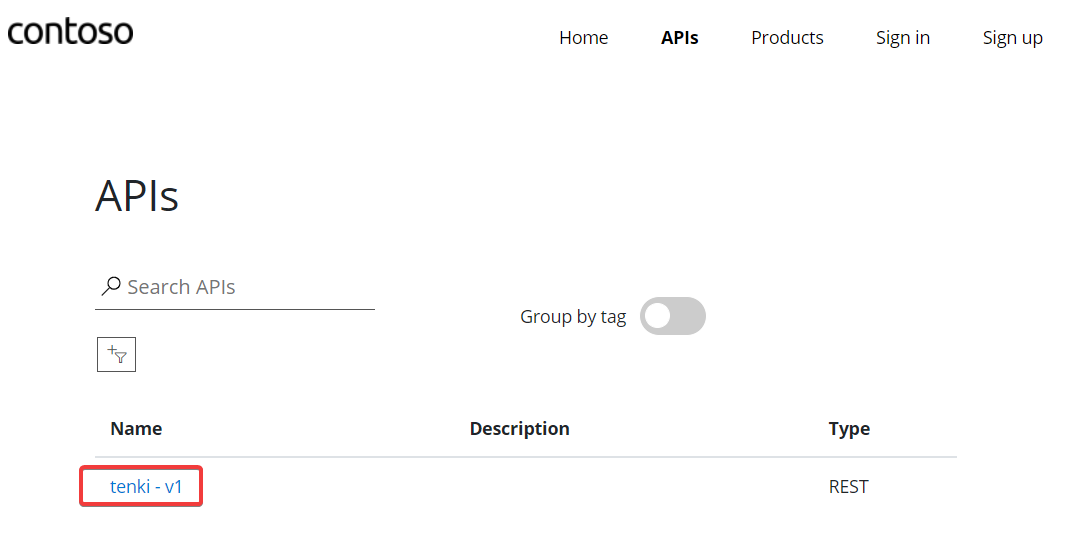 contoso
Home APIs Products Sign in Sign up
APIs
Search APIs
Group by tag
Name Description Type
tenki - v1 REST